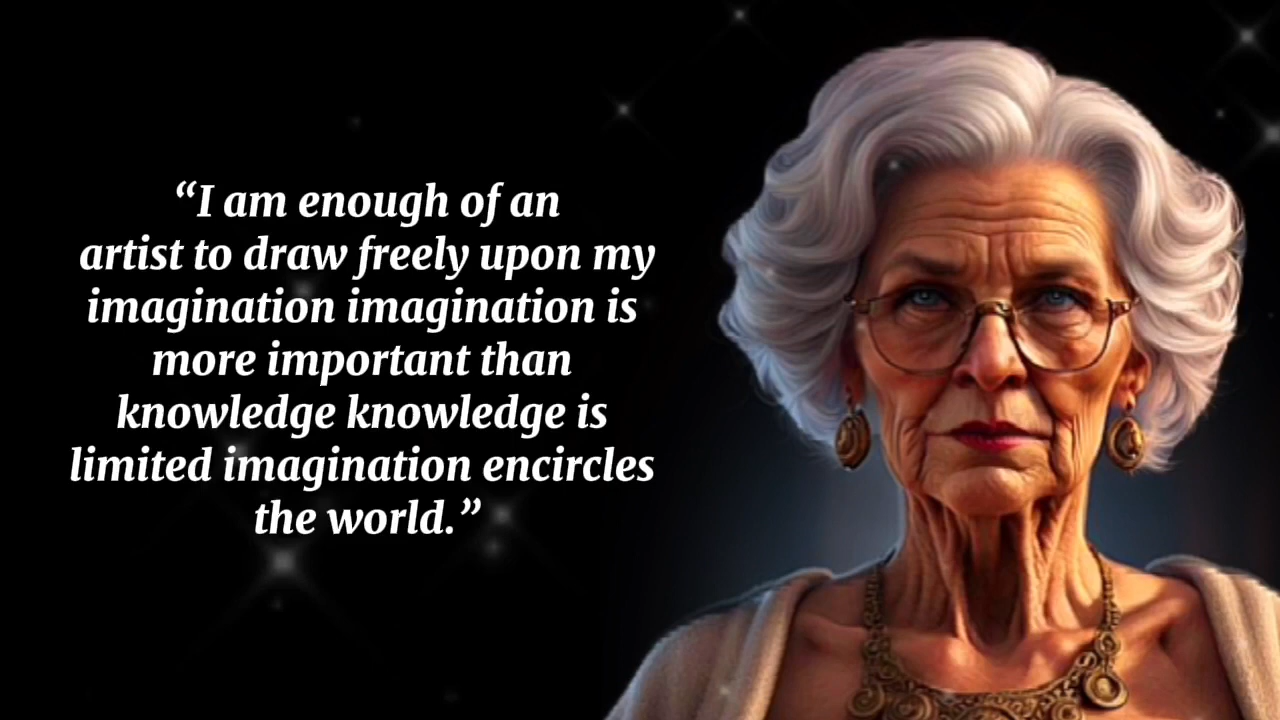 “I am enough of an
artist to draw freely upon my
imagination imagination is
more important than
knowledge knowledge is
limited imagination encircles
the world.”